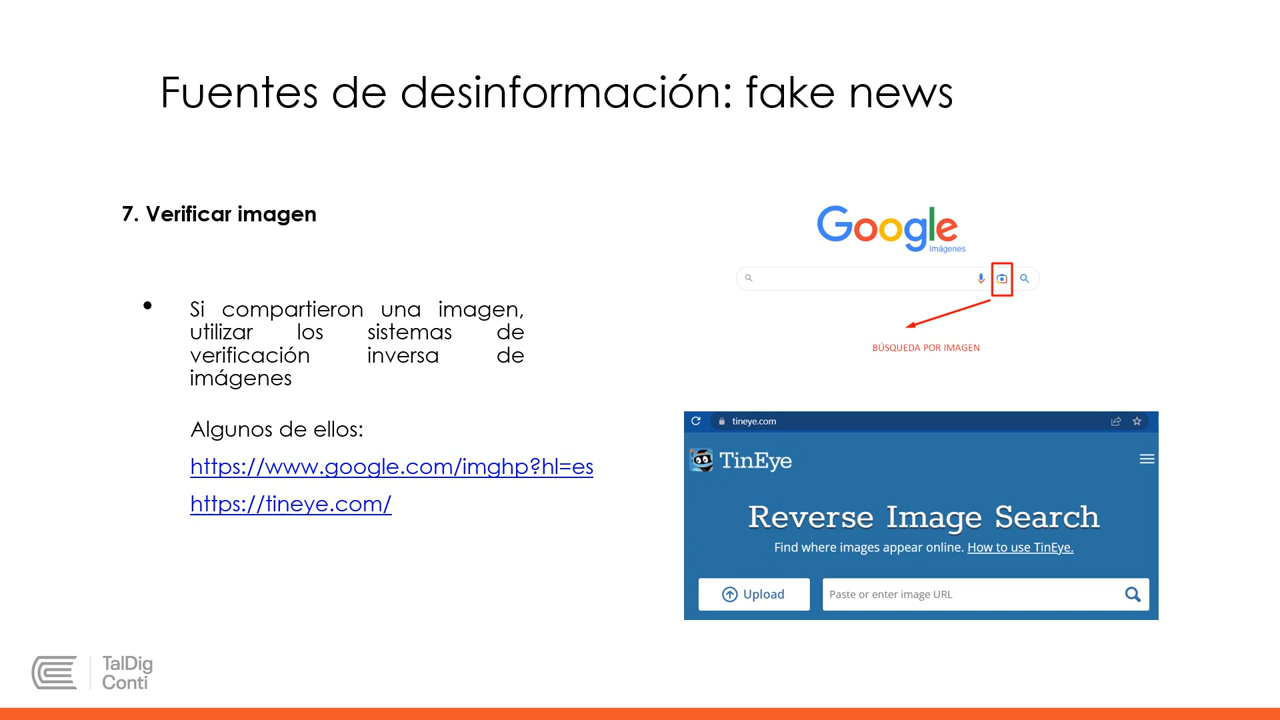 Fuentes de desinformación: fake news
7. Verificar imagen
• Si compartieron una imagen,
utilizar los sistemas de
verificación inversa de
imágenes
Algunos de ellos:
https://www.google.com/imghp?hl=es
https://tineye.com/
Google
Imágenes
BÚSQUEDA POR IMAGEN
tineye.com
TinEye
Reverse Image Search
Find where images appear online. How to use TinEye.
Upload
Paste or enter image URL
TalDig
Conti